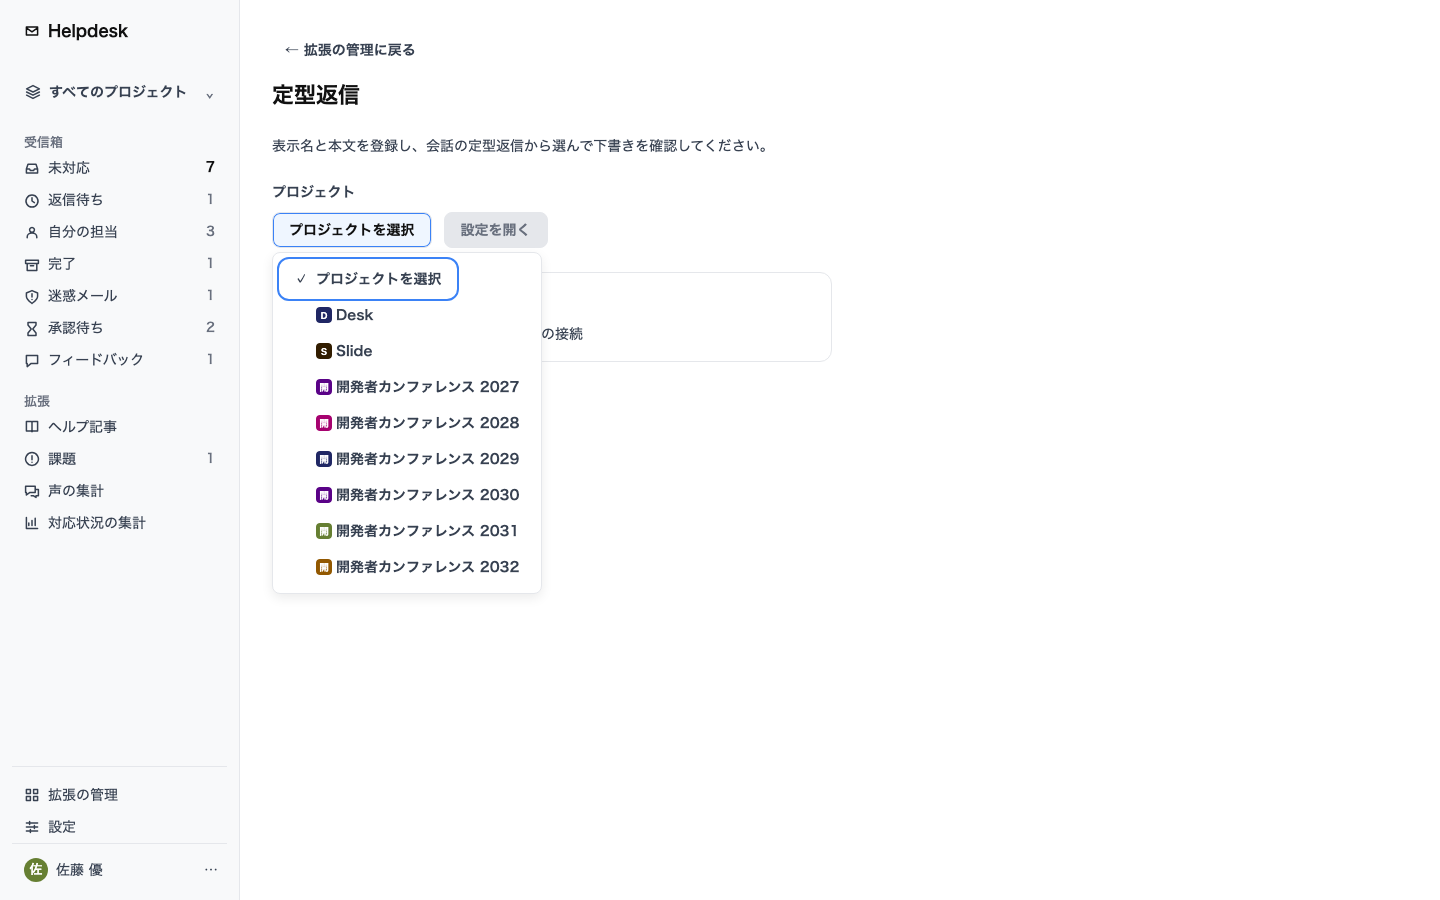 Helpdesk
すべてのプロジェクト
受信箱
未対応 7
返信待ち 1
自分の担当 3
完了 1
迷惑メール 1
承認待ち 2
フィードバック 1
拡張
ヘルプ記事
課題 1
声の集計
対応状況の集計
拡張の管理
設定
佐 佐藤 優 …
← 拡張の管理に戻る
定型返信
表示名と本文を登録し、会話の定型返信から選んで下書きを確認してください。
プロジェクト
プロジェクトを選択 設定を開く
✓ プロジェクトを選択
D Desk
の接続
S Slide
開 開発者カンファレンス 2027
開 開発者カンファレンス 2028
開 開発者カンファレンス 2029
開 開発者カンファレンス 2030
開 開発者カンファレンス 2031
開 開発者カンファレンス 2032